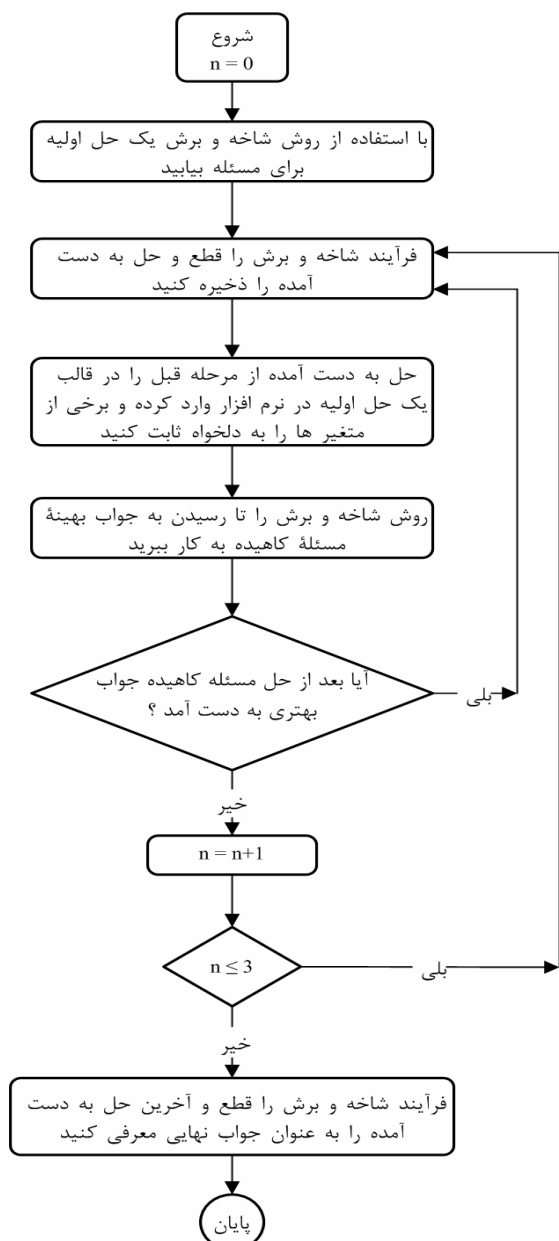 شروع
n = 0
با استفاده از روش شاخه و برش یک حل اولیه
برای مسئله بیابید
فرآیند شاخه و برش را قطع و حل به دست
آمده را ذخیره کنید
حل به دست آمده از مرحله قبل را در قالب
یک حل اولیه در نرم افزار وارد کرده و برخی از
متغیر ها را به دلخواه ثابت کنید
روش شاخه و برش را تا رسیدن به جواب بهینۀ
مسئلۀ کاهیده به کار ببرید
آیا بعد از حل مسئله کاهیده جواب
بهتری به دست آمد ؟
بلی
خیر
n = n+1
n ≤ 3
بلی
خیر
فرآیند شاخه و برش را قطع و آخرین حل به دست
آمده را به عنوان جواب نهایی معرفی کنید
پایان